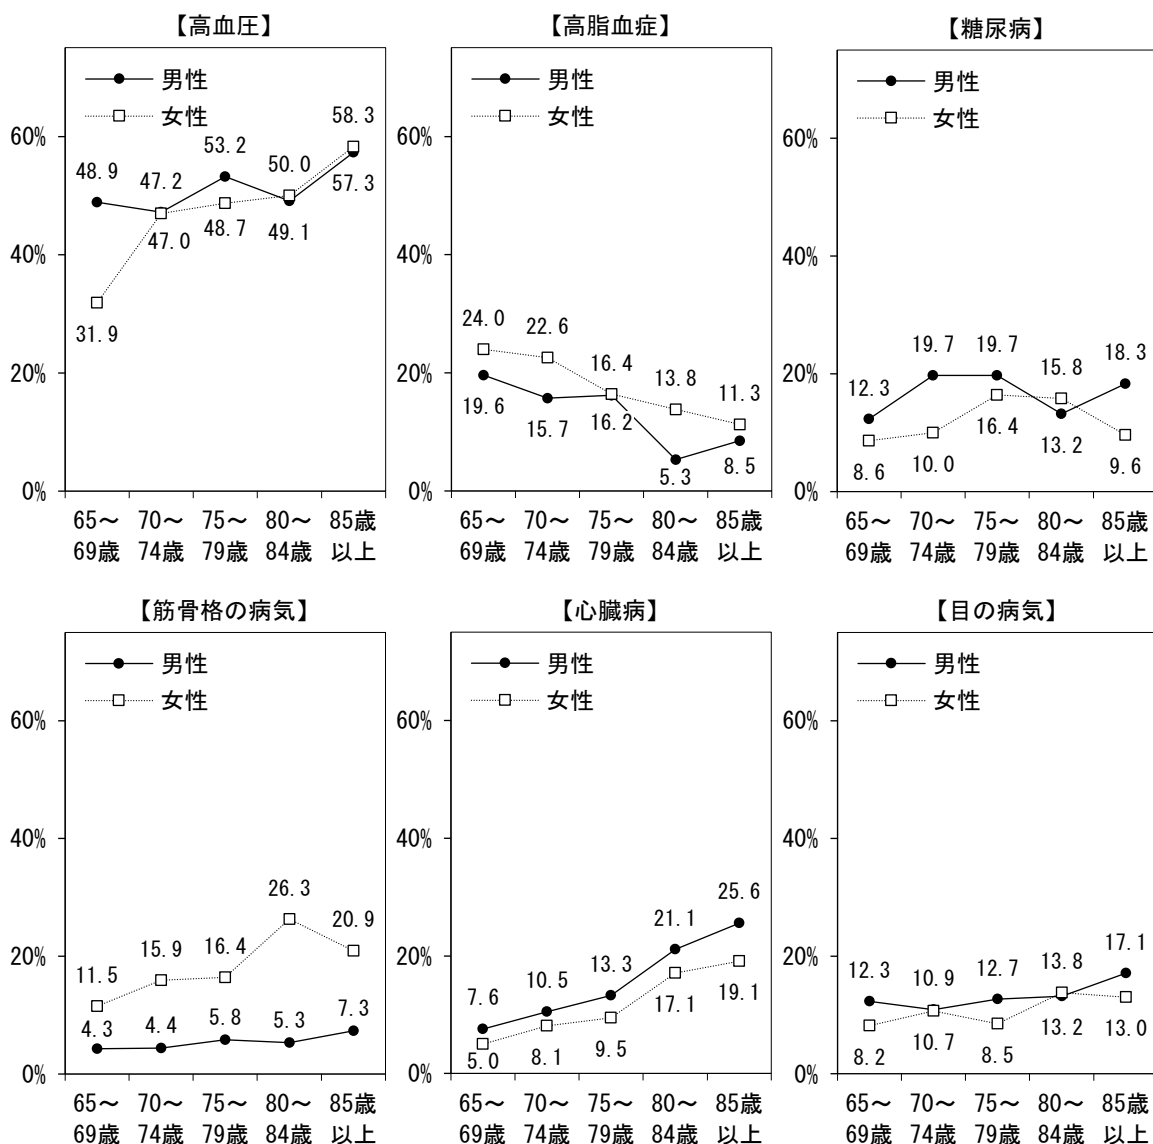 【高血圧】
男性
女性
60%
40%
20%
0%
48.9
47.2
53.2
50.0
58.3
31.9
47.0
48.7
49.1
57.3
65～ 70～ 75～ 80～ 85歳
69歳 74歳 79歳 84歳 以上
【高脂血症】
男性
女性
60%
40%
20%
0%
24.0
22.6
16.4
13.8
11.3
19.6
15.7
16.2
5.3
8.5
65～ 70～ 75～ 80～ 85歳
69歳 74歳 79歳 84歳 以上
【糖尿病】
男性
女性
60%
40%
20%
0%
12.3
19.7
19.7
15.8
18.3
8.6
10.0
16.4
13.2
9.6
65～ 70～ 75～ 80～ 85歳
69歳 74歳 79歳 84歳 以上
【筋骨格の病気】
男性
女性
60%
40%
20%
0%
11.5
15.9
16.4
26.3
20.9
4.3
4.4
5.8
5.3
7.3
65～ 70～ 75～ 80～ 85歳
69歳 74歳 79歳 84歳 以上
【心臓病】
男性
女性
60%
40%
20%
0%
7.6
10.5
13.3
21.1
25.6
5.0
8.1
9.5
17.1
19.1
65～ 70～ 75～ 80～ 85歳
69歳 74歳 79歳 84歳 以上
【目の病気】
男性
女性
60%
40%
20%
0%
12.3
10.9
12.7
13.8
17.1
8.2
10.7
8.5
13.2
13.0
65～ 70～ 75～ 80～ 85歳
69歳 74歳 79歳 84歳 以上